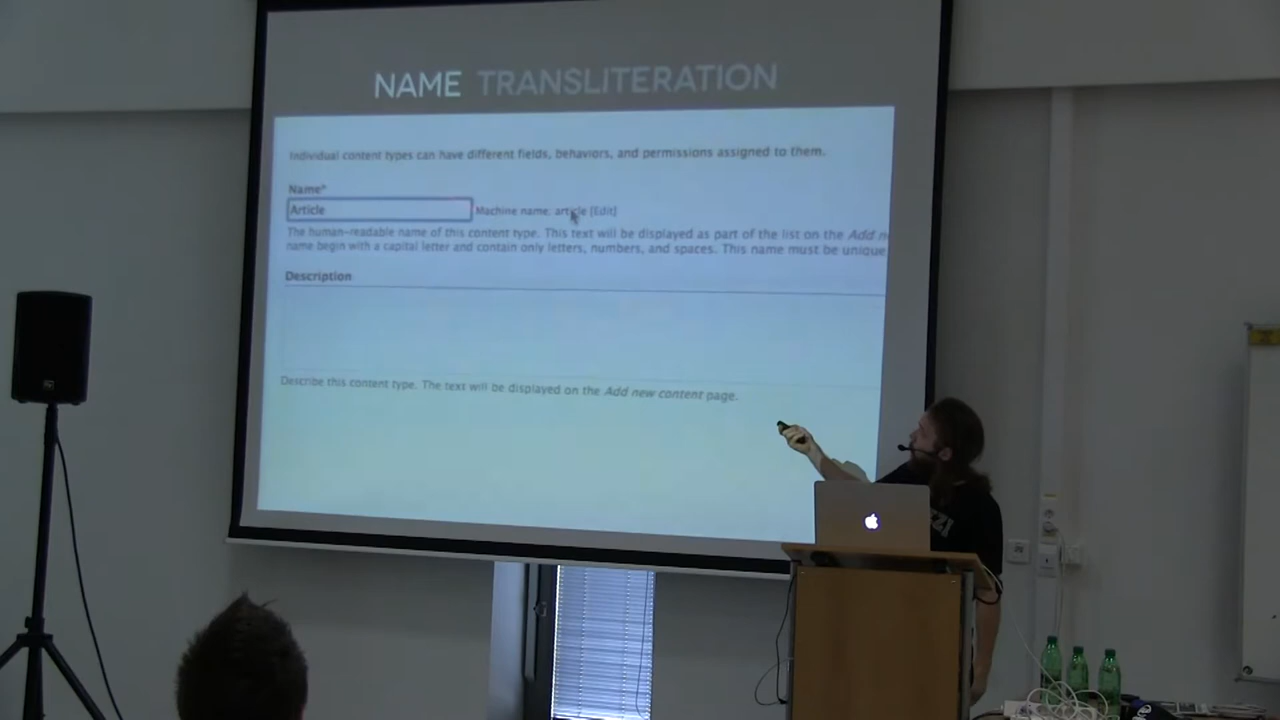 NAME TRANSLITERATION
Individual content types can have different fields, behaviors, and permissions assigned to them.
Name*
Article
Machine name: article [Edit]
The human-readable name of this content type. This text will be displayed as part of the list on the Add n
name begin with a capital letter and contain only letters, numbers, and spaces. This name must be unique
Description
Describe this content type. The text will be displayed on the Add new content page.